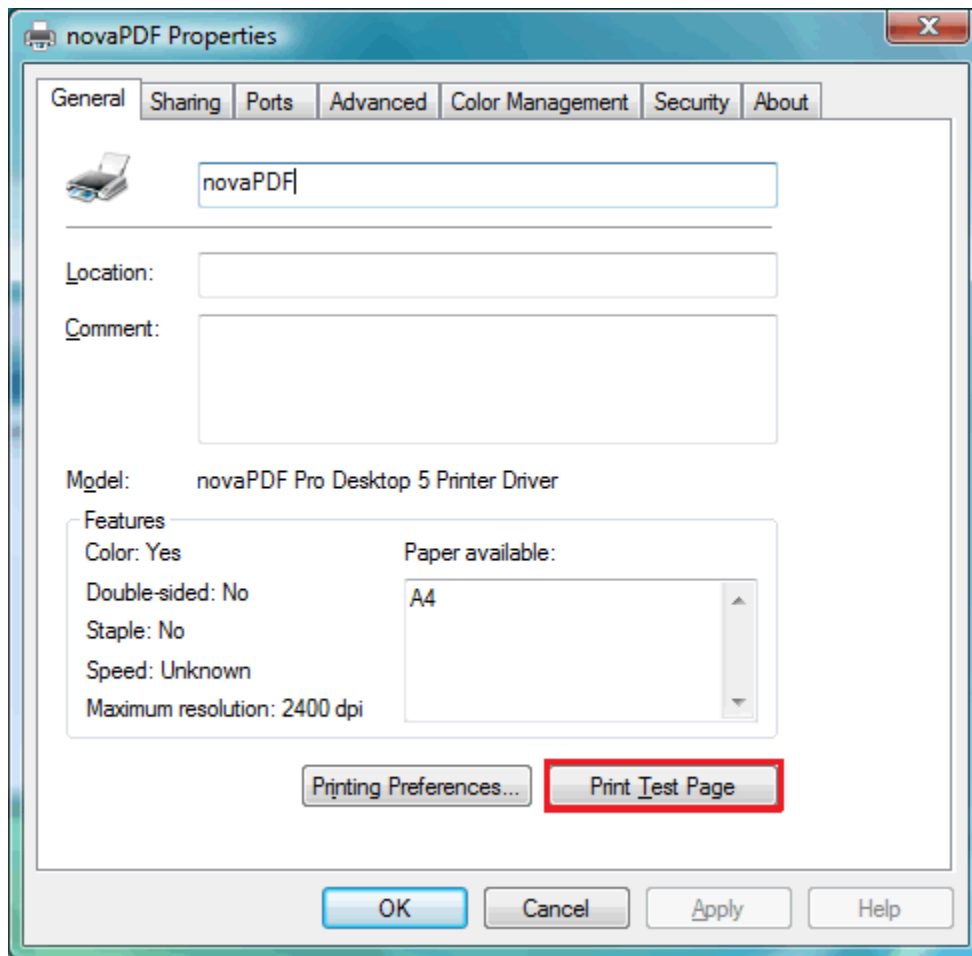 novaPDF Properties
General Sharing Ports Advanced Color Management Security About
novaPDF
Location:
Comment:
Model: novaPDF Pro Desktop 5 Printer Driver
Features
Color: Yes Paper available:
Double-sided: No A4
Staple: No
Speed: Unknown
Maximum resolution: 2400 dpi
Printing Preferences... Print Test Page
OK Cancel Apply Help